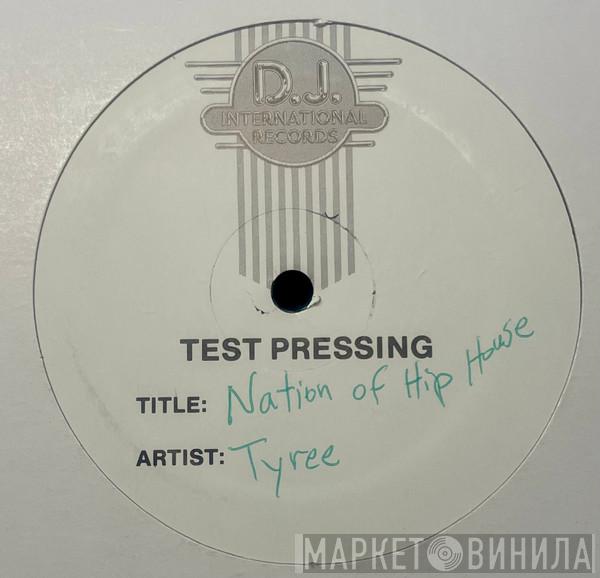 D.J.
INTERNATIONAL
RECORDS
TEST PRESSING
TITLE: Nation of Hip House
ARTIST: Tyree
МАРКЕТ ВИНИЛА